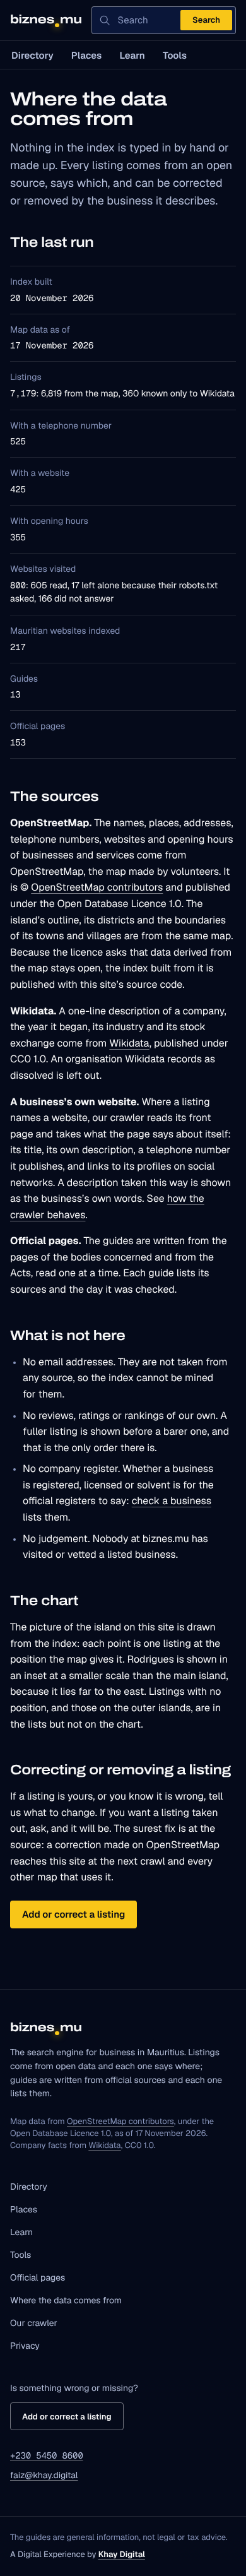 biznes.mu
Search
Search
Directory
Places
Learn
Tools
Where the data
comes from
Nothing in the index is typed in by hand or
made up. Every listing comes from an open
source, says which, and can be corrected
or removed by the business it describes.
The last run
Index built
20 November 2026
Map data as of
17 November 2026
Listings
7,179: 6,819 from the map, 360 known only to Wikidata
With a telephone number
525
With a website
425
With opening hours
355
Websites visited
800: 605 read, 17 left alone because their robots.txt
asked, 166 did not answer
Mauritian websites indexed
217
Guides
13
Official pages
153
The sources
OpenStreetMap. The names, places, addresses,
telephone numbers, websites and opening hours
of businesses and services come from
OpenStreetMap, the map made by volunteers. It
is © OpenStreetMap contributors and published
under the Open Database Licence 1.0. The
island's outline, its districts and the boundaries
of its towns and villages are from the same map.
Because the licence asks that data derived from
the map stays open, the index built from it is
published with this site's source code.
Wikidata. A one-line description of a company,
the year it began, its industry and its stock
exchange come from Wikidata, published under
CC0 1.0. An organisation Wikidata records as
dissolved is left out.
A business's own website. Where a listing
names a website, our crawler reads its front
page and takes what the page says about itself:
its title, its own description, a telephone number
it publishes, and links to its profiles on social
networks. A description taken this way is shown
as the business's own words. See how the
crawler behaves.
Official pages. The guides are written from the
pages of the bodies concerned and from the
Acts, read one at a time. Each guide lists its
sources and the day it was checked.
What is not here
• No email addresses. They are not taken from
any source, so the index cannot be mined
for them.
• No reviews, ratings or rankings of our own. A
fuller listing is shown before a barer one, and
that is the only order there is.
• No company register. Whether a business
is registered, licensed or solvent is for the
official registers to say: check a business
lists them.
• No judgement. Nobody at biznes.mu has
visited or vetted a listed business.
The chart
The picture of the island on this site is drawn
from the index: each point is one listing at the
position the map gives it. Rodrigues is shown in
an inset at a smaller scale than the main island,
because it lies far to the east. Listings with no
position, and those on the outer islands, are in
the lists but not on the chart.
Correcting or removing a listing
If a listing is yours, or you know it is wrong, tell
us what to change. If you want a listing taken
out, ask, and it will be. The surest fix is at the
source: a correction made on OpenStreetMap
reaches this site at the next crawl and every
other map that uses it.
Add or correct a listing
biznes.mu
The search engine for business in Mauritius. Listings
come from open data and each one says where;
guides are written from official sources and each one
lists them.
Map data from OpenStreetMap contributors, under the
Open Database Licence 1.0, as of 17 November 2026.
Company facts from Wikidata, CC0 1.0.
Directory
Places
Learn
Tools
Official pages
Where the data comes from
Our crawler
Privacy
Is something wrong or missing?
Add or correct a listing
+230 5450 8600
faiz@khay.digital
The guides are general information, not legal or tax advice.
A Digital Experience by Khay Digital